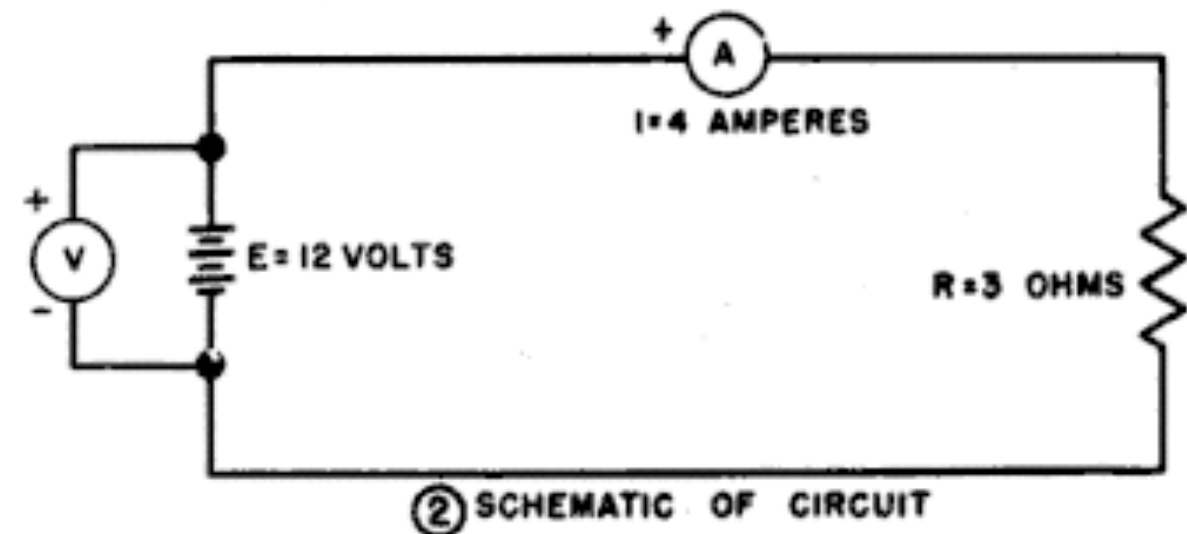 + A
I=4 AMPERES
+
V
-
E=12 VOLTS
R=3 OHMS
② SCHEMATIC OF CIRCUIT